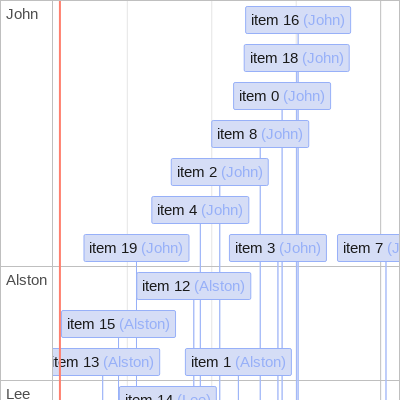 John
item 16 (John)
item 18 (John)
item 0 (John)
item 8 (John)
item 2 (John)
item 4 (John)
item 19 (John) item 3 (John) item 7 (J
Alston
item 12 (Alston)
item 15 (Alston)
item 13 (Alston) item 1 (Alston)
Lee
item 14 (Lee)